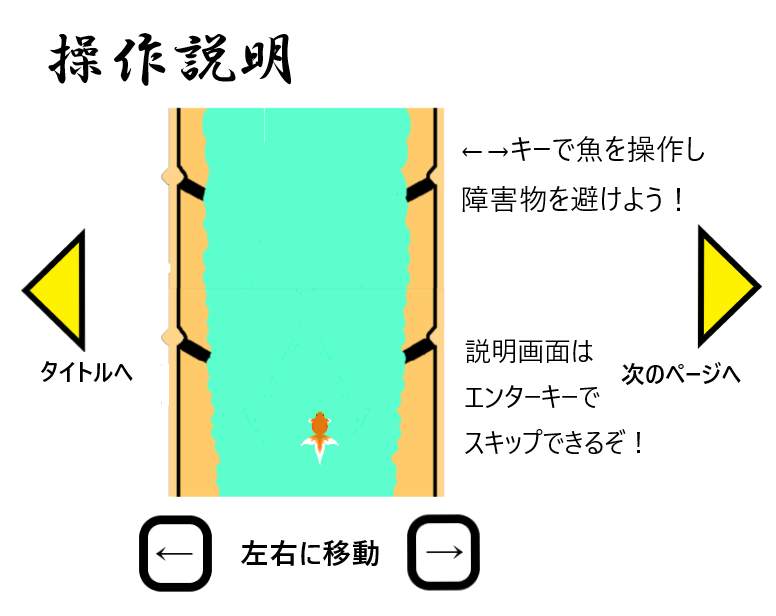 操作説明
←→キーで魚を操作し
障害物を避けよう！
説明画面は
エンターキーで
スキップできるぞ！
タイトルへ
次のページへ
← 左右に移動 →